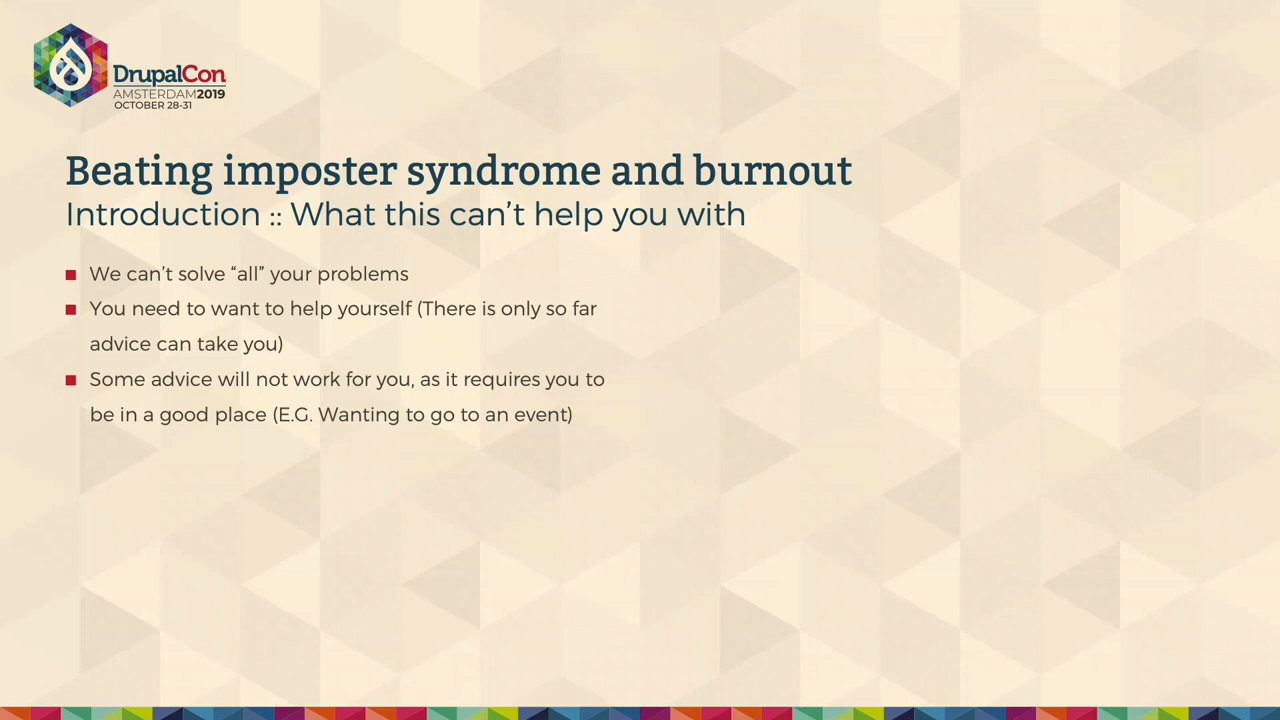 DrupalCon
AMSTERDAM2019
OCTOBER 28-31
Beating imposter syndrome and burnout
Introduction :: What this can’t help you with
We can’t solve “all” your problems
You need to want to help yourself (There is only so far
advice can take you)
Some advice will not work for you, as it requires you to
be in a good place (E.G. Wanting to go to an event)